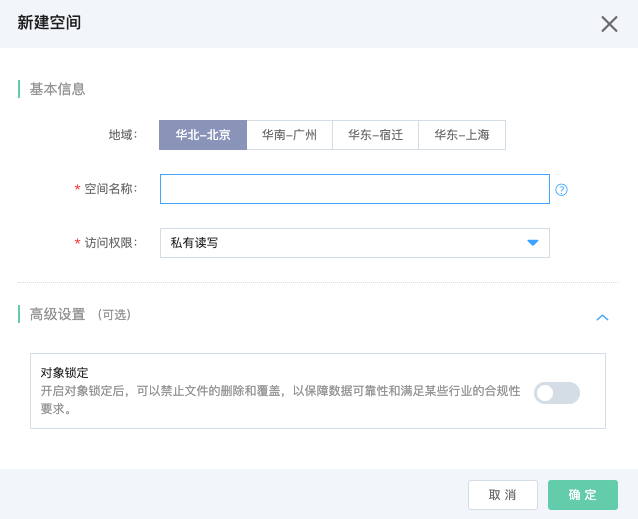 新建空间
基本信息
地域：
华北-北京
华南-广州
华东-宿迁
华东-上海
* 空间名称：
?
* 访问权限：
私有读写
高级设置 (可选)
对象锁定
开启对象锁定后，可以禁止文件的删除和覆盖，以保障数据可靠性和满足某些行业的合规性
要求。
取 消
确 定